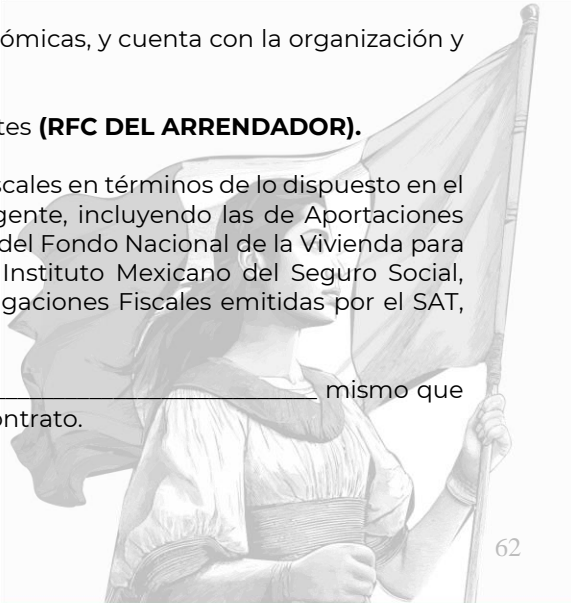 ómicas, y cuenta con la organización y
tes (RFC DEL ARRENDADOR).
scales en términos de lo dispuesto en el
gente, incluyendo las de Aportaciones
del Fondo Nacional de la Vivienda para
Instituto Mexicano del Seguro Social,
gaciones Fiscales emitidas por el SAT,
__________________________ mismo que
ontrato.
62